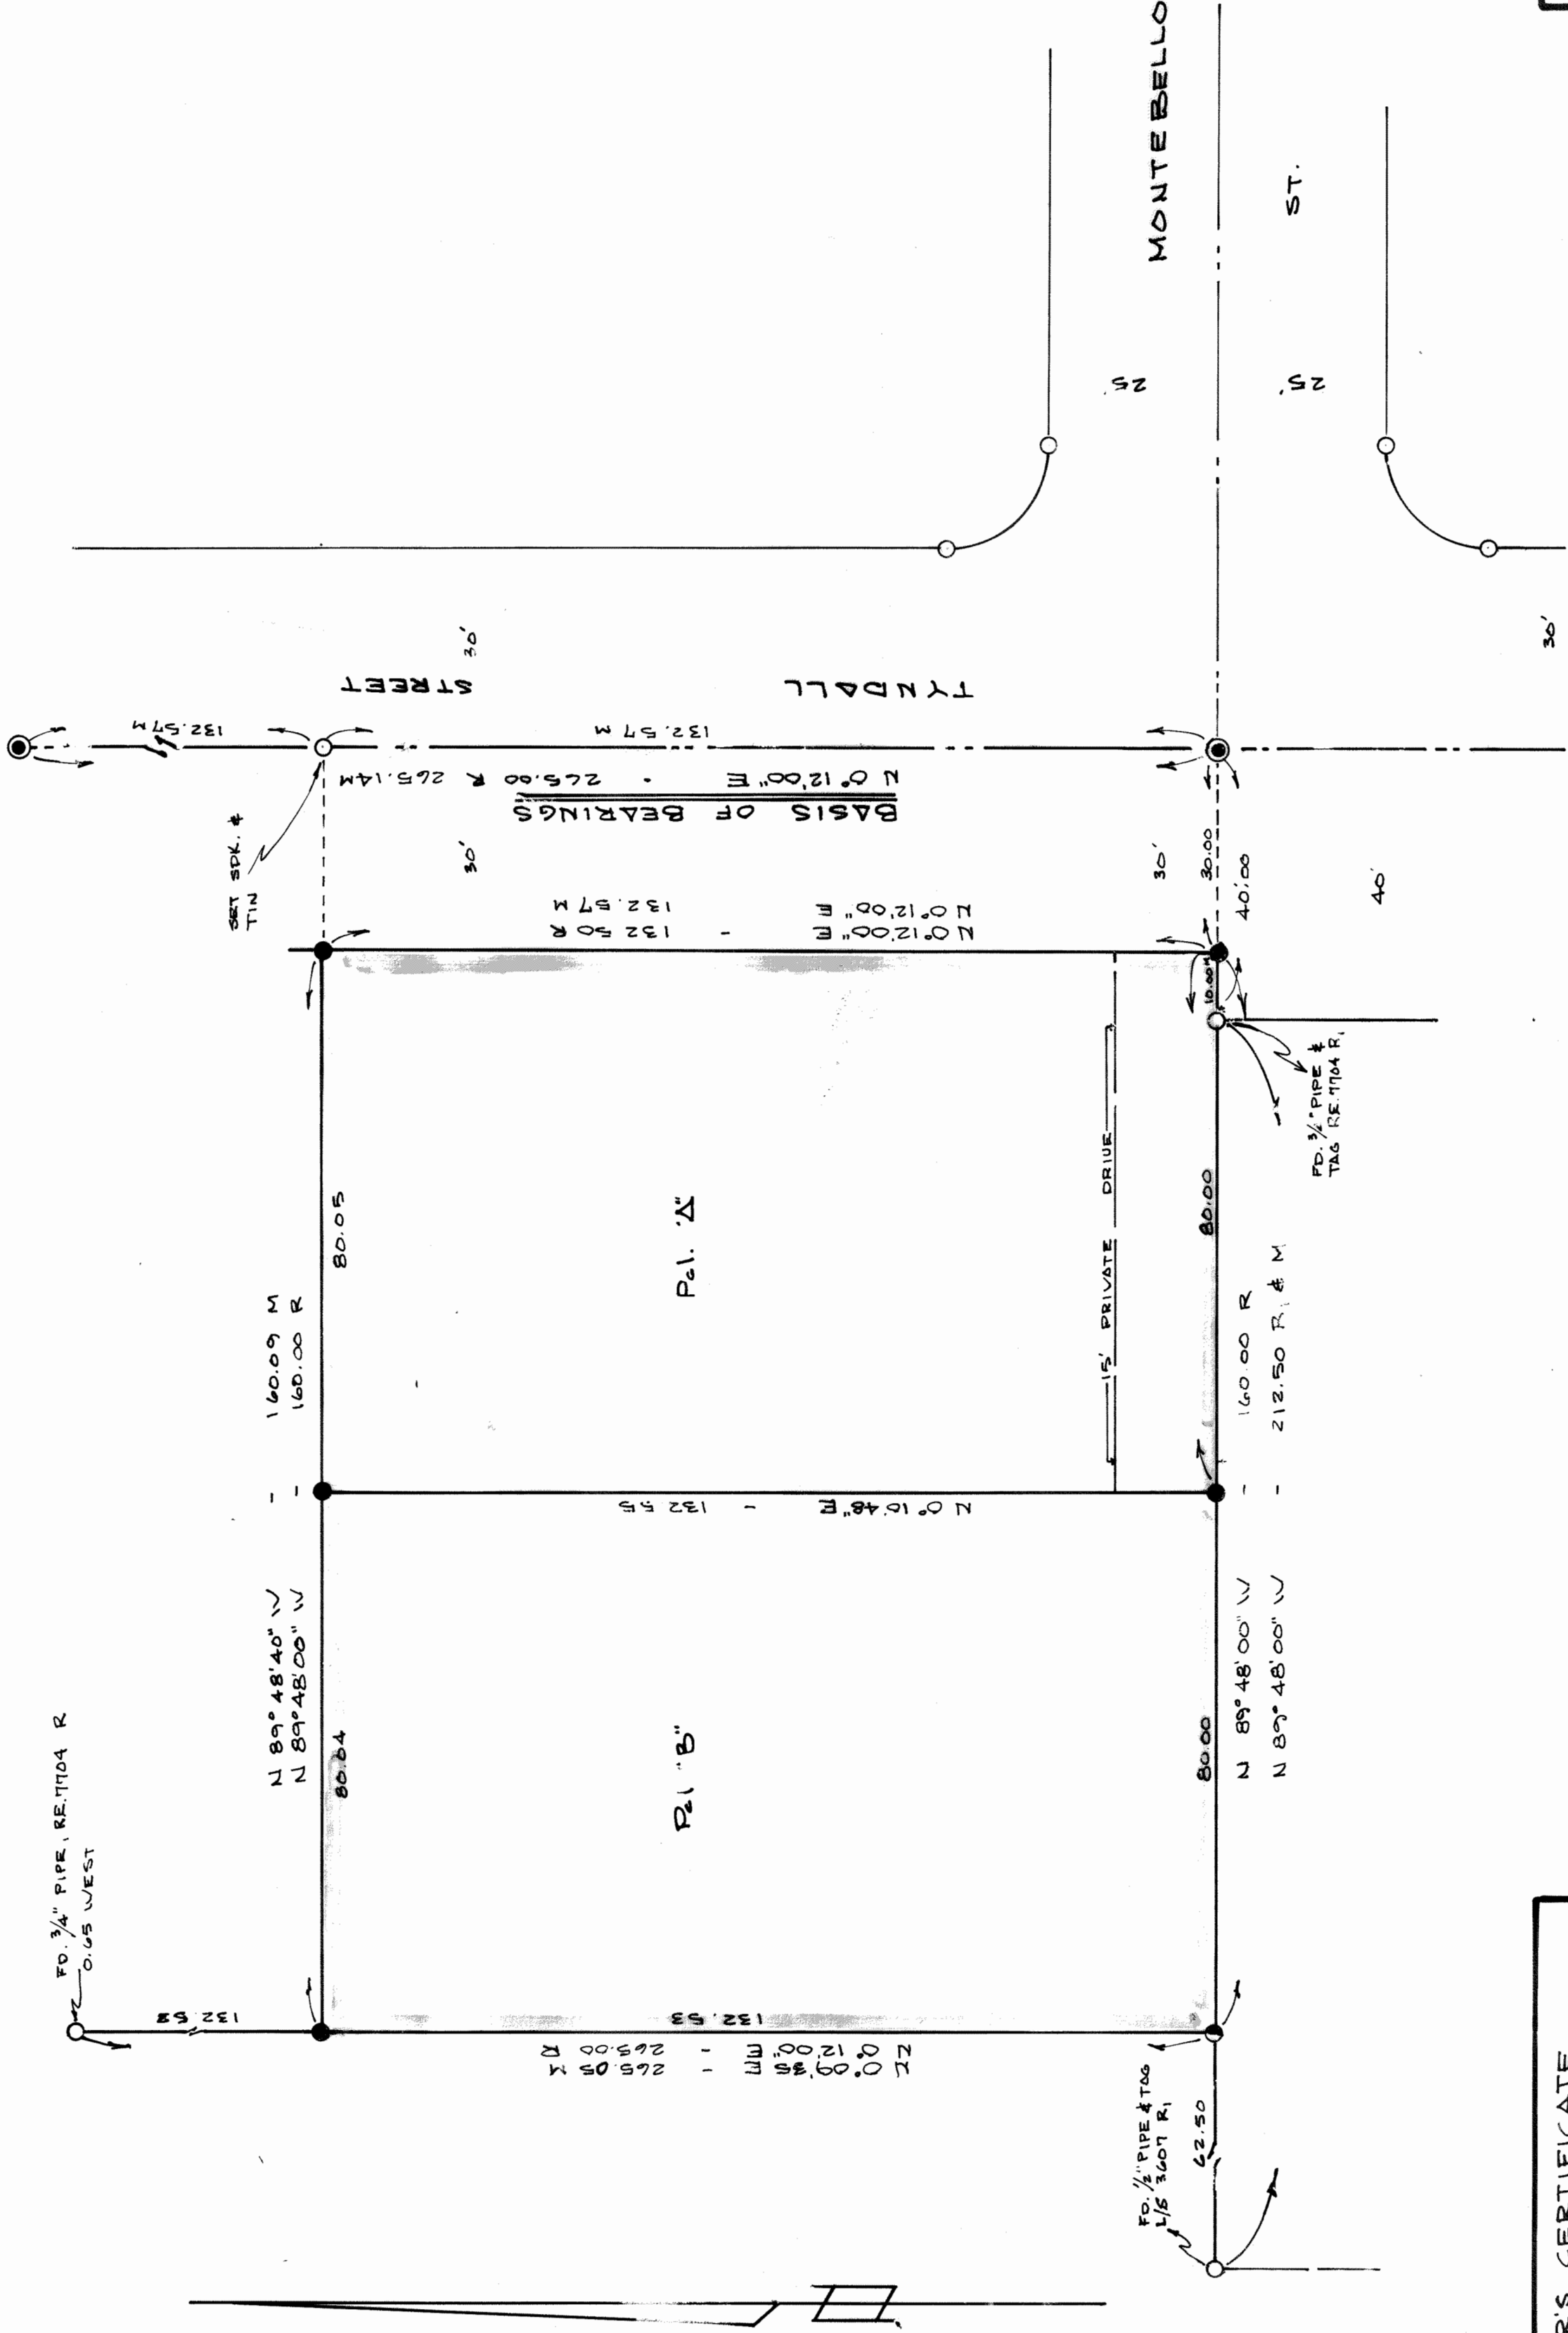 MONTEBELLO
ST.
25'
25'
30'
30'
STREET
TYNDALL
132.57 M
132.57 M
N 0°12'00" E - 265.00 R 265.14 M
BASIS OF BEARINGS
SET SPK. &
TIN
30'
30'
30.00
40.00
40'
N 0°12'00" E 132.57 M
N 0°12'00" E - 132.50 R
10.00
FD. 3/4" PIPE &
TAG RE. 7704 R1
80.05
Pcl. "A"
15' PRIVATE DRIVE
80.00
N 89°48'40" W - 160.09 M
N 89°48'00" W - 160.00 R
N 89°48'00" W - 160.00 R
N 89°48'00" W - 212.50 R1 & M
N 0°10'48" E - 132.55
80.04
Pcl "B"
80.00
FD. 3/4" PIPE, RE. 7704 R
0.65 WEST
132.53
N 0°12'00" E - 265.00 R
N 0°09'35" E - 265.05 M
FD. 1/2" PIPE & TAG
L/S 3607 R1
62.50
N
R'S CERTIFICATE